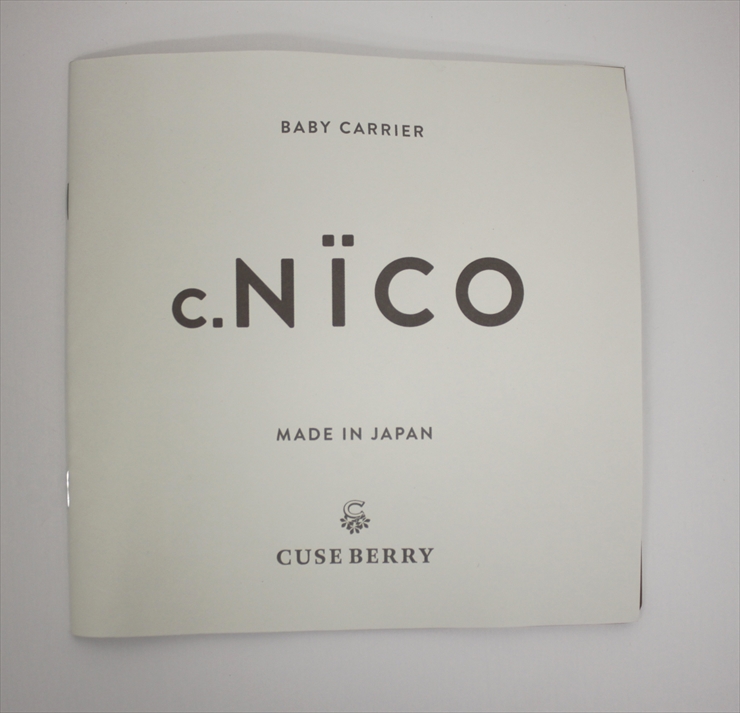 BABY CARRIER
c.NÏCO
MADE IN JAPAN
C
CUSE BERRY